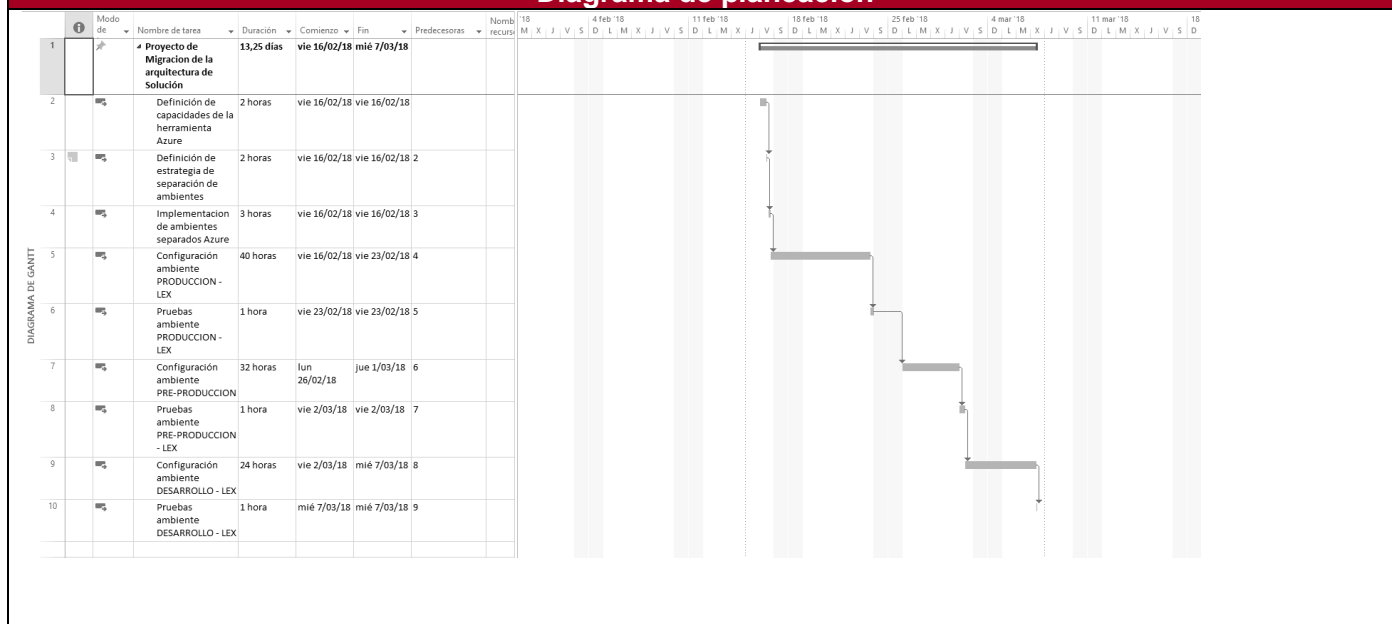 Diagrama de planeación
Modo de
Nombre de tarea
Duración
Comienzo
Fin
Predecesoras
Nomb
recurs
'18
4 feb '18
11 feb '18
18 feb '18
25 feb '18
4 mar '18
11 mar '18
18
M X J V S D L M X J V S D L M X J V S D L M X J V S D L M X J V S D L M X J V S D L M X J V S D
DIAGRAMA DE GANTT
1 Proyecto de Migracion de la arquitectura de Solución 13,25 días vie 16/02/18 mié 7/03/18
2 Definición de capacidades de la herramienta Azure 2 horas vie 16/02/18 vie 16/02/18
3 Definición de estrategia de separación de ambientes 2 horas vie 16/02/18 vie 16/02/18 2
4 Implementacion de ambientes separados Azure 3 horas vie 16/02/18 vie 16/02/18 3
5 Configuración ambiente PRODUCCION - LEX 40 horas vie 16/02/18 vie 23/02/18 4
6 Pruebas ambiente PRODUCCION - LEX 1 hora vie 23/02/18 vie 23/02/18 5
7 Configuración ambiente PRE-PRODUCCION 32 horas lun 26/02/18 jue 1/03/18 6
8 Pruebas ambiente PRE-PRODUCCION - LEX 1 hora vie 2/03/18 vie 2/03/18 7
9 Configuración ambiente DESARROLLO - LEX 24 horas vie 2/03/18 mié 7/03/18 8
10 Pruebas ambiente DESARROLLO - LEX 1 hora mié 7/03/18 mié 7/03/18 9